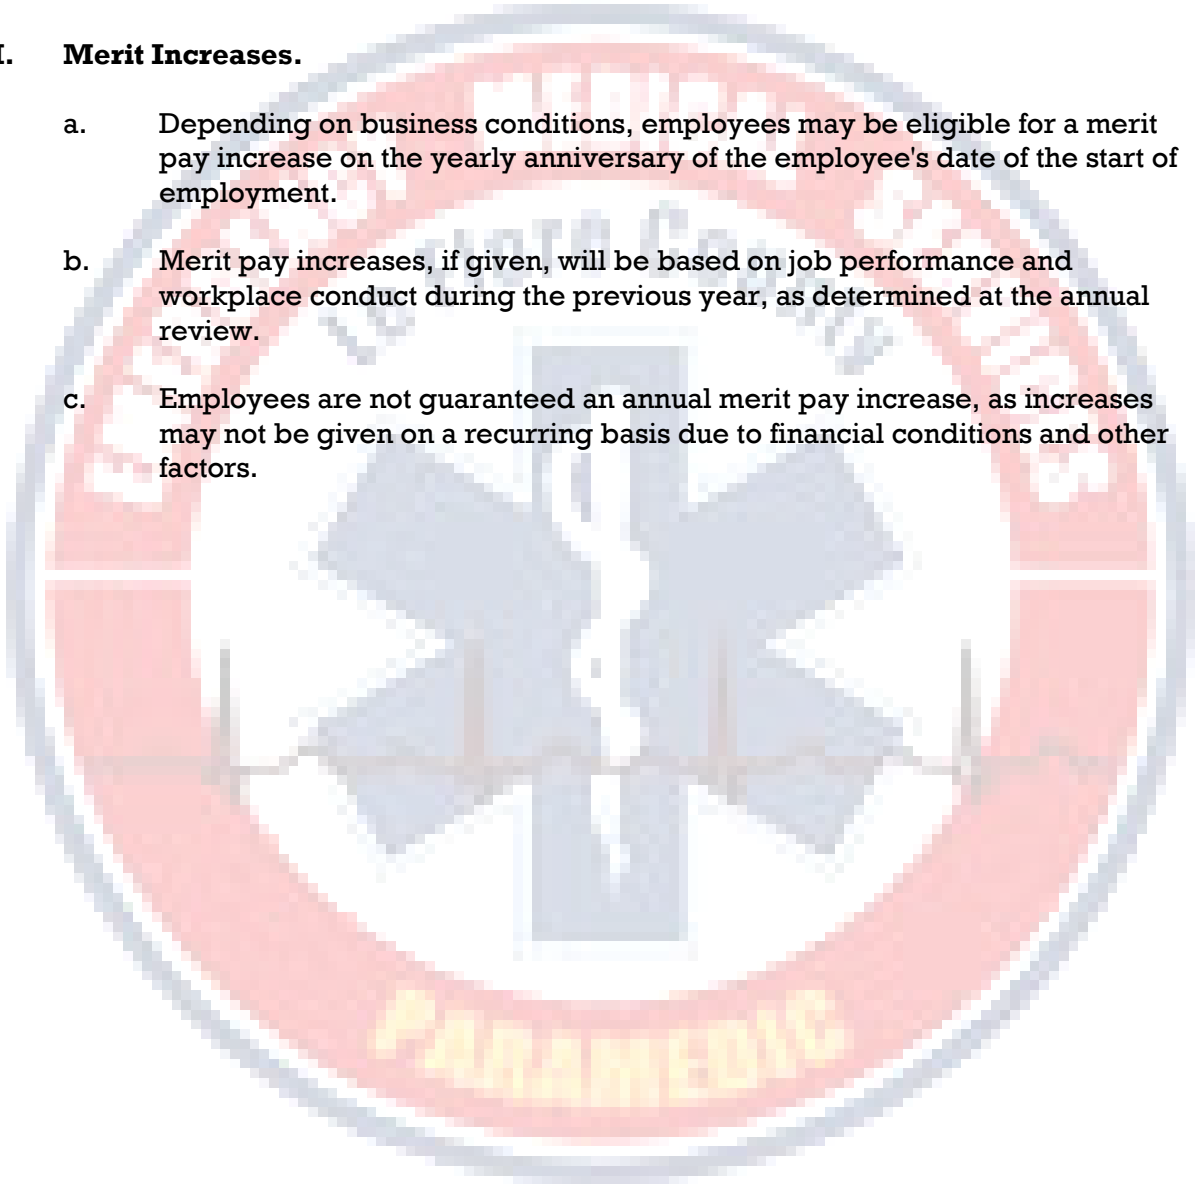 I. Merit Increases.
a. Depending on business conditions, employees may be eligible for a merit
pay increase on the yearly anniversary of the employee's date of the start of
employment.
b. Merit pay increases, if given, will be based on job performance and
workplace conduct during the previous year, as determined at the annual
review.
c. Employees are not guaranteed an annual merit pay increase, as increases
may not be given on a recurring basis due to financial conditions and other
factors.
EMERGENCY MEDICAL SERVICES
County
PARAMEDIC